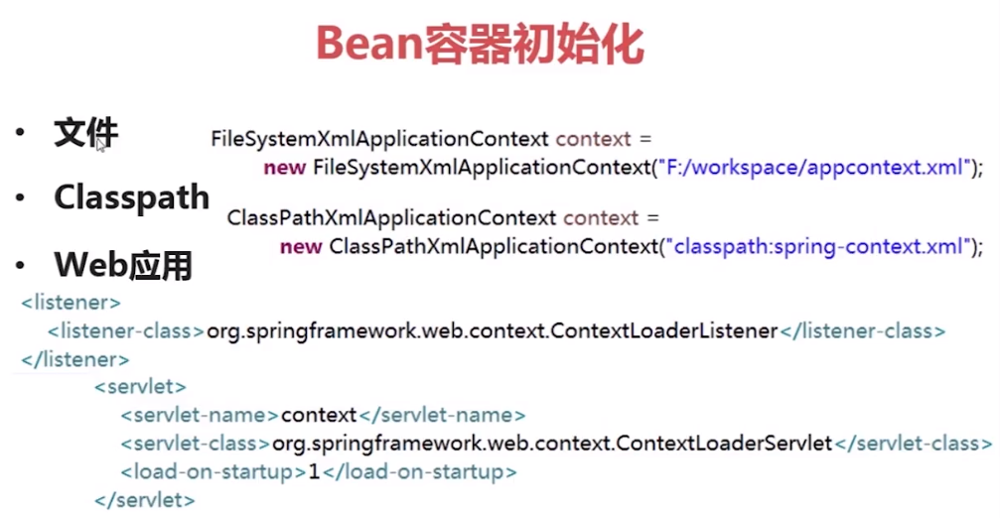 Bean容器初始化
• 文件
FileSystemXmlApplicationContext context =
new FileSystemXmlApplicationContext("F:/workspace/appcontext.xml");
• Classpath
ClassPathXmlApplicationContext context =
new ClassPathXmlApplicationContext("classpath:spring-context.xml");
• Web应用
<listener>
<listener-class>org.springframework.web.context.ContextLoaderListener</listener-class>
</listener>
<servlet>
<servlet-name>context</servlet-name>
<servlet-class>org.springframework.web.context.ContextLoaderServlet</servlet-class>
<load-on-startup>1</load-on-startup>
</servlet>